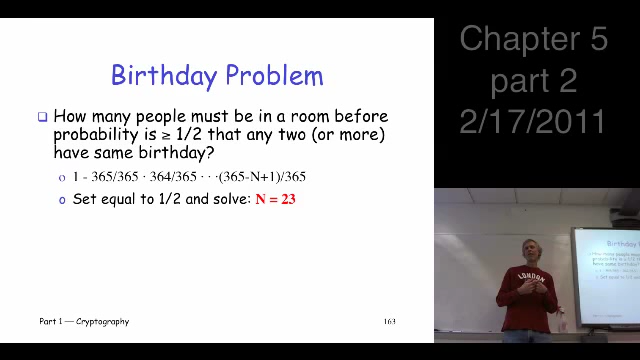 Birthday Problem
How many people must be in a room before
probability is ≥ 1/2 that any two (or more)
have same birthday?
1 - 365/365 · 364/365 · · ·(365-N+1)/365
Set equal to 1/2 and solve: N = 23
Part 1 — Cryptography
163
Chapter 5
part 2
2/17/2011
LONDON